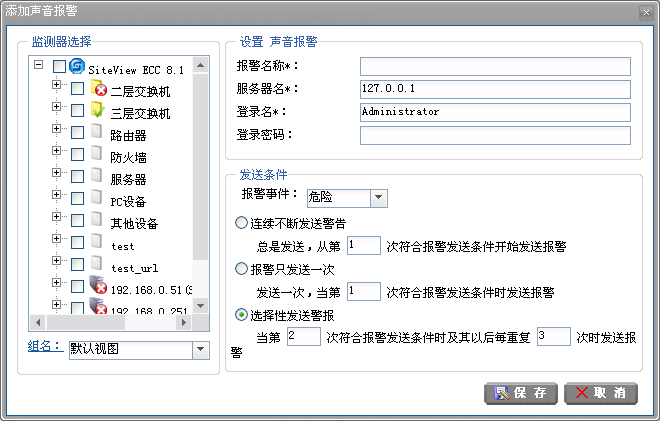 添加声音报警
监测器选择
SiteView ECC 8.1
二层交换机
三层交换机
路由器
防火墙
服务器
PC设备
其他设备
test
test_url
192.168.0.51(S
192.168.0.251
组名： 默认视图
设置 声音报警
报警名称*：
服务器名*： 127.0.0.1
登录名*： Administrator
登录密码：
发送条件
报警事件： 危险
连续不断发送警告
总是发送，从第 1 次符合报警发送条件开始发送报警
报警只发送一次
发送一次，当第 1 次符合报警发送条件时发送报警
选择性发送警报
当第 2 次符合报警发送条件时及其以后每重复 3 次时发送报
警
保 存 取 消